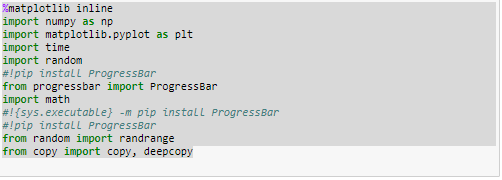 %matplotlib inline
import numpy as np
import matplotlib.pyplot as plt
import time
import random
#!pip install ProgressBar
from progressbar import ProgressBar
import math
#!{sys.executable} -m pip install ProgressBar
#!pip install ProgressBar
from random import randrange
from copy import copy, deepcopy